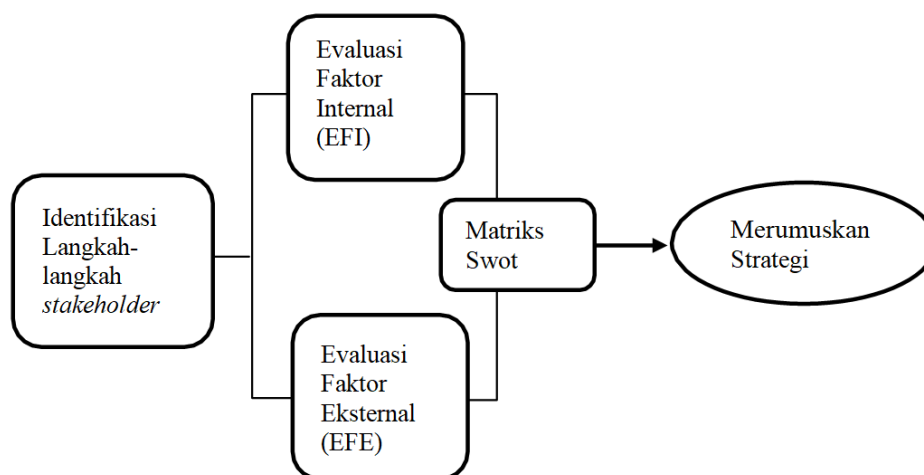 Identifikasi
Langkah-
langkah
stakeholder
Evaluasi
Faktor
Internal
(EFI)
Evaluasi
Faktor
Eksternal
(EFE)
Matriks
Swot
Merumuskan
Strategi